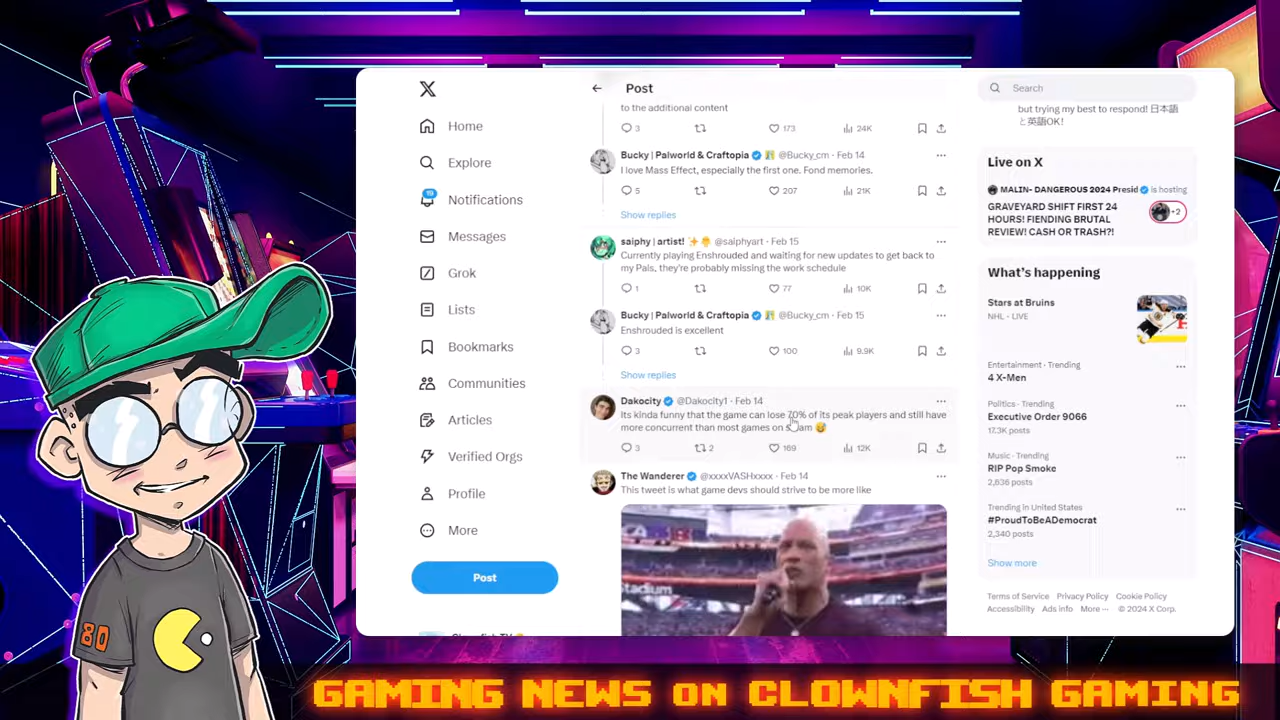 Home
Explore
19
Notifications
Messages
Grok
Lists
Bookmarks
Communities
Articles
Verified Orgs
Profile
More
Post
Post
to the additional content
3
173
24K
Bucky | Palworld & Craftopia @Bucky_cm · Feb 14
I love Mass Effect, especially the first one. Fond memories.
5
207
21K
Show replies
saiphy | artist! @saiphyart · Feb 15
Currently playing Enshrouded and waiting for new updates to get back to
my Pals, they're probably missing the work schedule
1
77
10K
Bucky | Palworld & Craftopia @Bucky_cm · Feb 15
Enshrouded is excellent
3
100
9.9K
Show replies
Dakocity @Dakocity1 · Feb 14
Its kinda funny that the game can lose 70% of its peak players and still have
more concurrent than most games on steam
3
2
169
12K
The Wanderer @xxxxVASHxxxx · Feb 14
This tweet is what game devs should strive to be more like
Stadium
Search
but trying my best to respond! 日本語
と英語OK!
Live on X
MALIN- DANGEROUS 2024 Presid is hosting
GRAVEYARD SHIFT FIRST 24
HOURS! FIENDING BRUTAL
REVIEW! CASH OR TRASH?!
+2
What's happening
Stars at Bruins
NHL · LIVE
Entertainment · Trending
4 X-Men
Politics · Trending
Executive Order 9066
17.3K posts
Music · Trending
RIP Pop Smoke
2,636 posts
Trending in United States
#ProudToBeADemocrat
2,340 posts
Show more
Terms of Service Privacy Policy Cookie Policy
Accessibility Ads info More ··· © 2024 X Corp.
80
GAMING NEWS ON CLOWNFISH GAMING